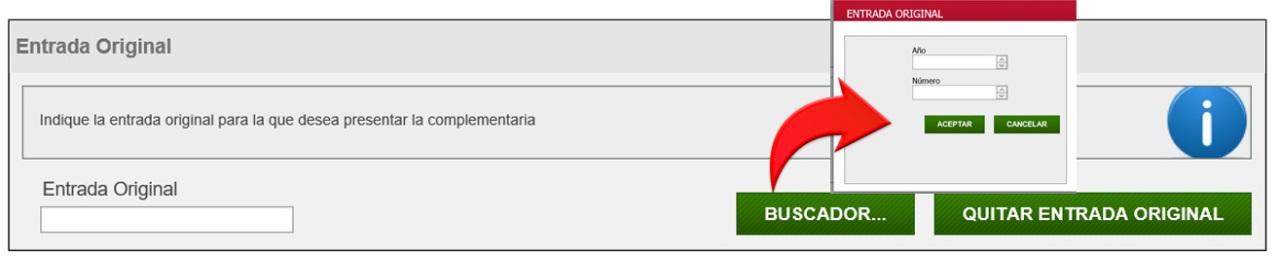 ENTRADA ORIGINAL
Entrada Original
Año
Número
Indique la entrada original para la que desea presentar la complementaria
ACEPTAR CANCELAR
Entrada Original
BUSCADOR... QUITAR ENTRADA ORIGINAL